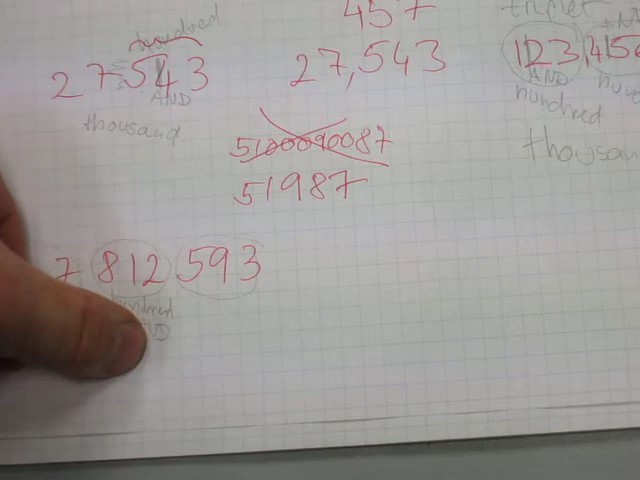 457 triplet
hundred
27 543 27,543 123,456
AND AND
thousand hundred
5100090087 thousand
51987
7 812 593
hundred
AND